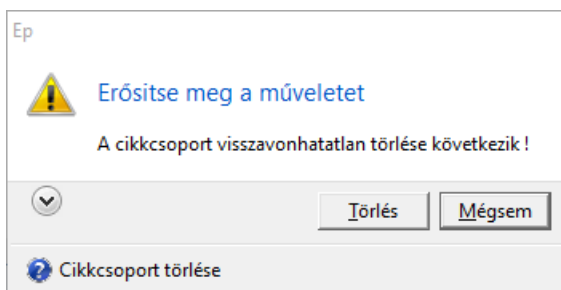 Ep
Erősitse meg a műveletet
A cikkcsoport visszavonhatatlan törlése következik !
Törlés
Mégsem
Cikkcsoport törlése